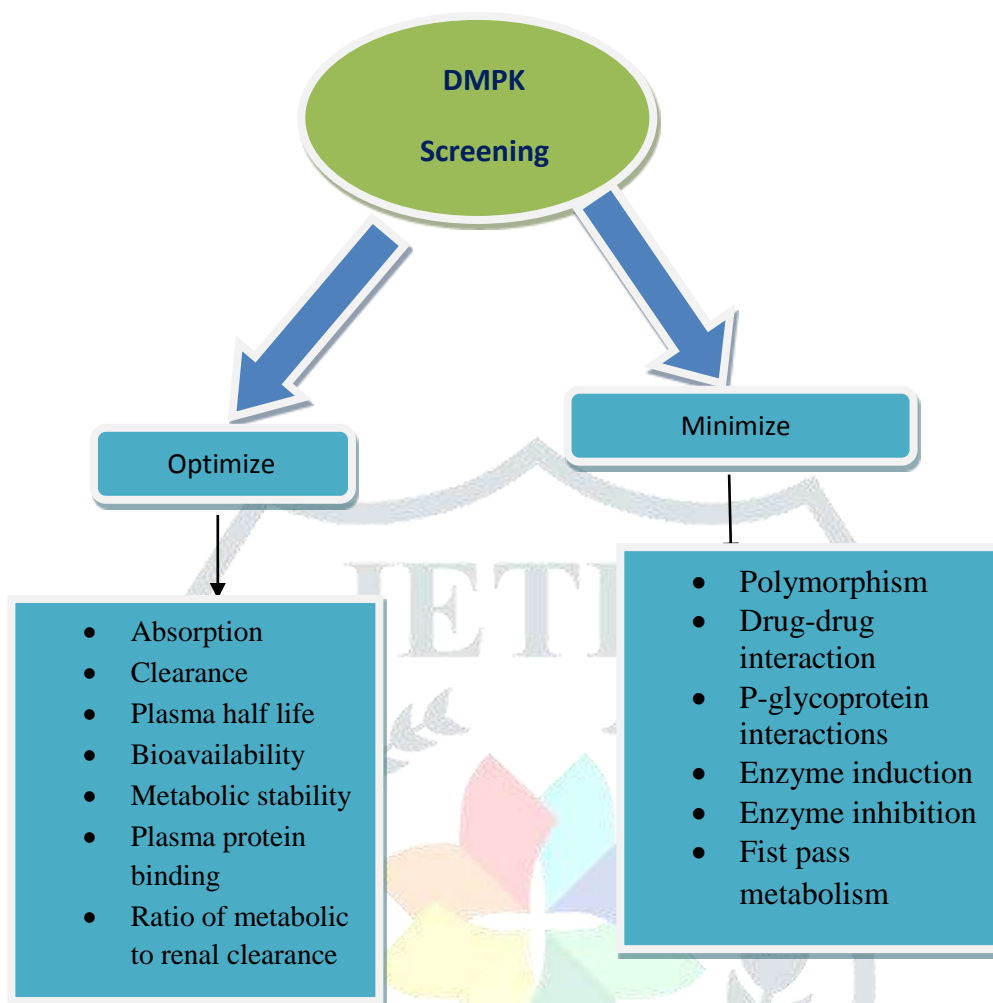 DMPK
Screening
Optimize
Minimize
• Absorption
• Clearance
• Plasma half life
• Bioavailability
• Metabolic stability
• Plasma protein
binding
• Ratio of metabolic
to renal clearance
• Polymorphism
• Drug-drug
interaction
• P-glycoprotein
interactions
• Enzyme induction
• Enzyme inhibition
• Fist pass
metabolism